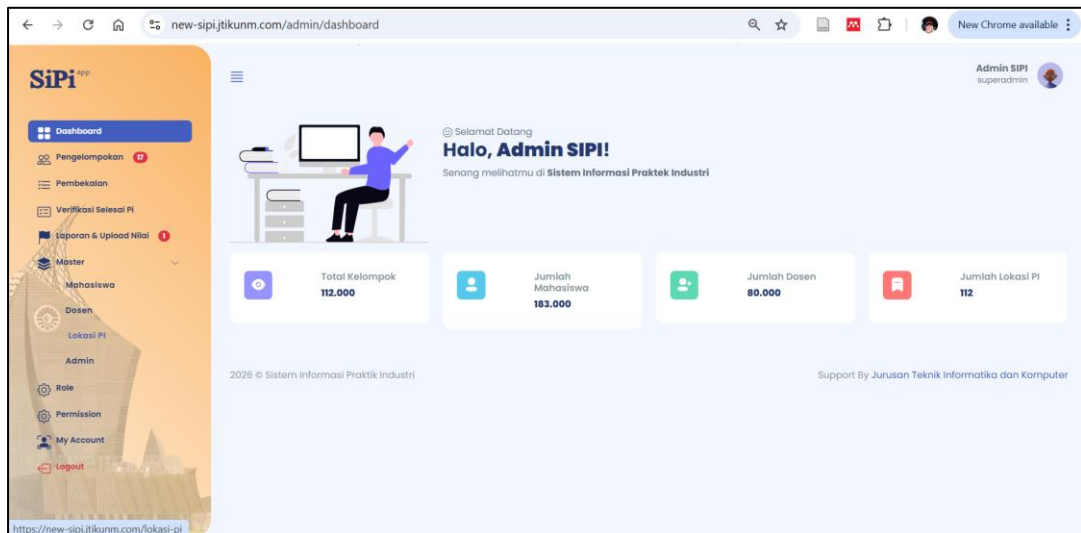 new-sipi.jtikunm.com/admin/dashboard
New Chrome available
SiPi app
Dashboard
Pengelompokan 17
Pembekalan
Verifikasi Selesai Pi
Laporan & Upload Nilai 1
Master
Mahasiswa
Dosen
Lokasi PI
Admin
Role
Permission
My Account
Logout
https://new-sipi.jtikunm.com/lokasi-pi
Admin SIPI
superadmin
Selamat Datang
Halo, Admin SIPI!
Senang melihatmu di Sistem Informasi Praktek Industri
Total Kelompok
112.000
Jumlah
Mahasiswa
183.000
Jumlah Dosen
80.000
Jumlah Lokasi PI
112
2026 © Sistem Informasi Praktik Industri
Support By Jurusan Teknik Informatika dan Komputer